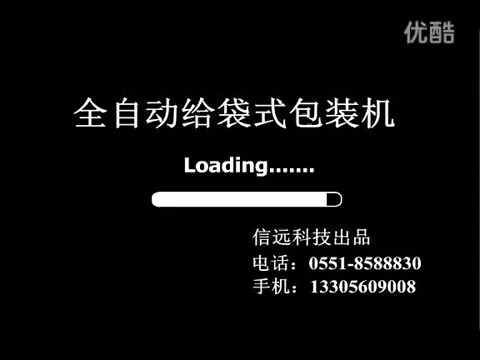 优酷
全自动给袋式包装机
Loading.......
信远科技出品
电话：0551-8588830
手机：13305609008